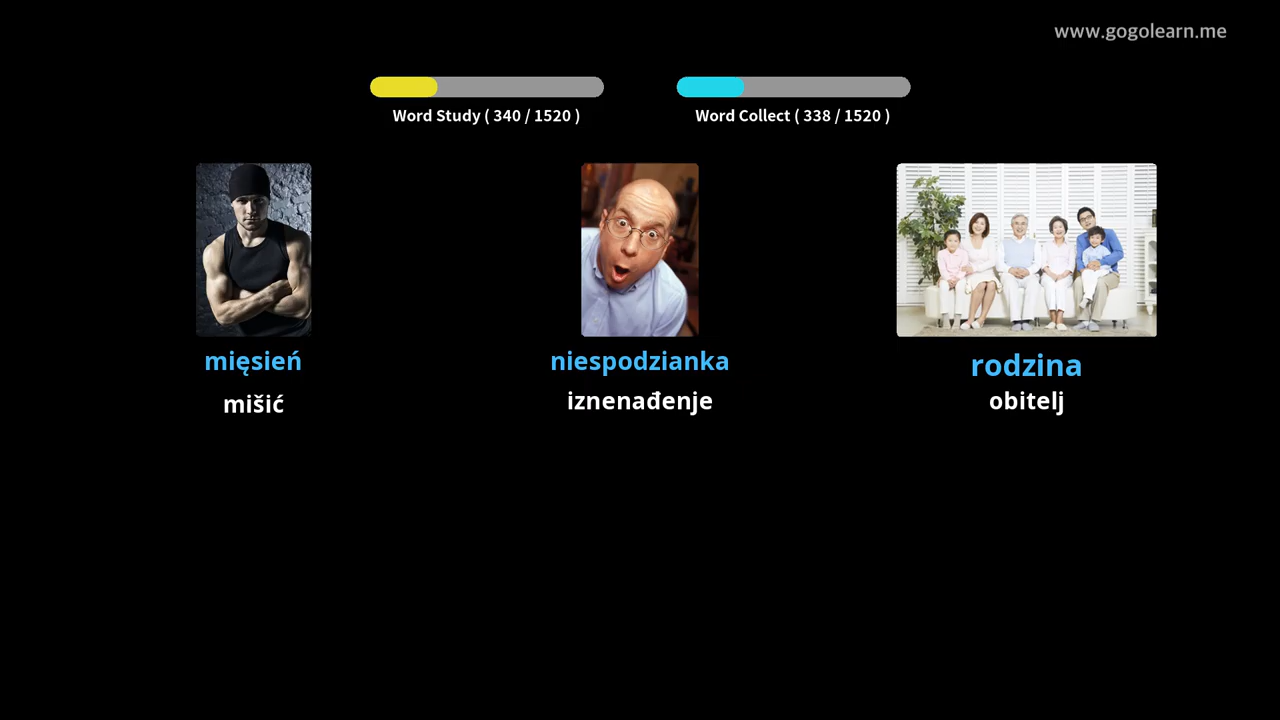 www.gogolearn.me
Word Study ( 340 / 1520 )
Word Collect ( 338 / 1520 )
mięsień
mišić
niespodzianka
iznenađenje
rodzina
obitelj